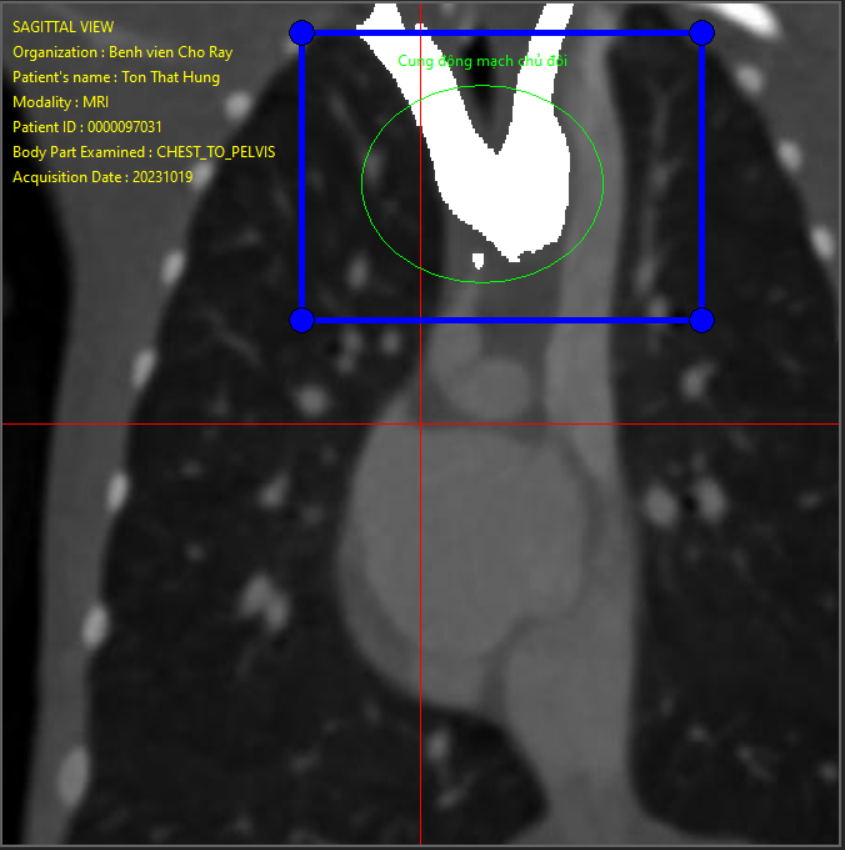 SAGITTAL VIEW
Organization : Benh vien Cho Ray
Patient's name : Ton That Hung
Modality : MRI
Patient ID : 0000097031
Body Part Examined : CHEST_TO_PELVIS
Acquisition Date : 20231019
Cung động mạch chủ đôi